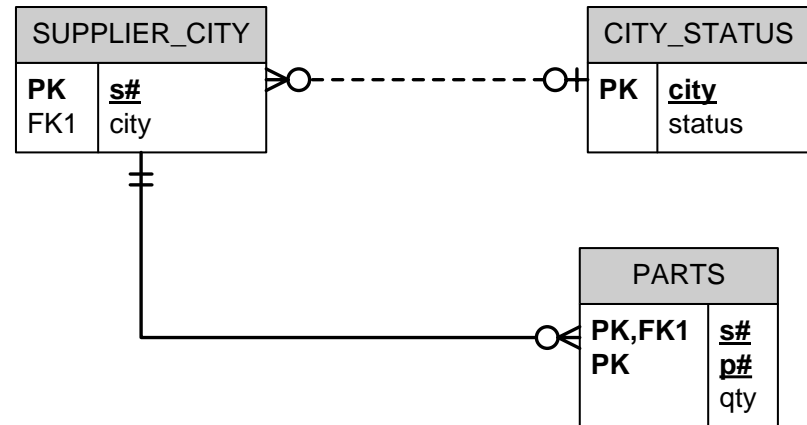 SUPPLIER_CITY
PK s#
FK1 city
CITY_STATUS
PK city
status
PARTS
PK,FK1 s#
PK p#
qty